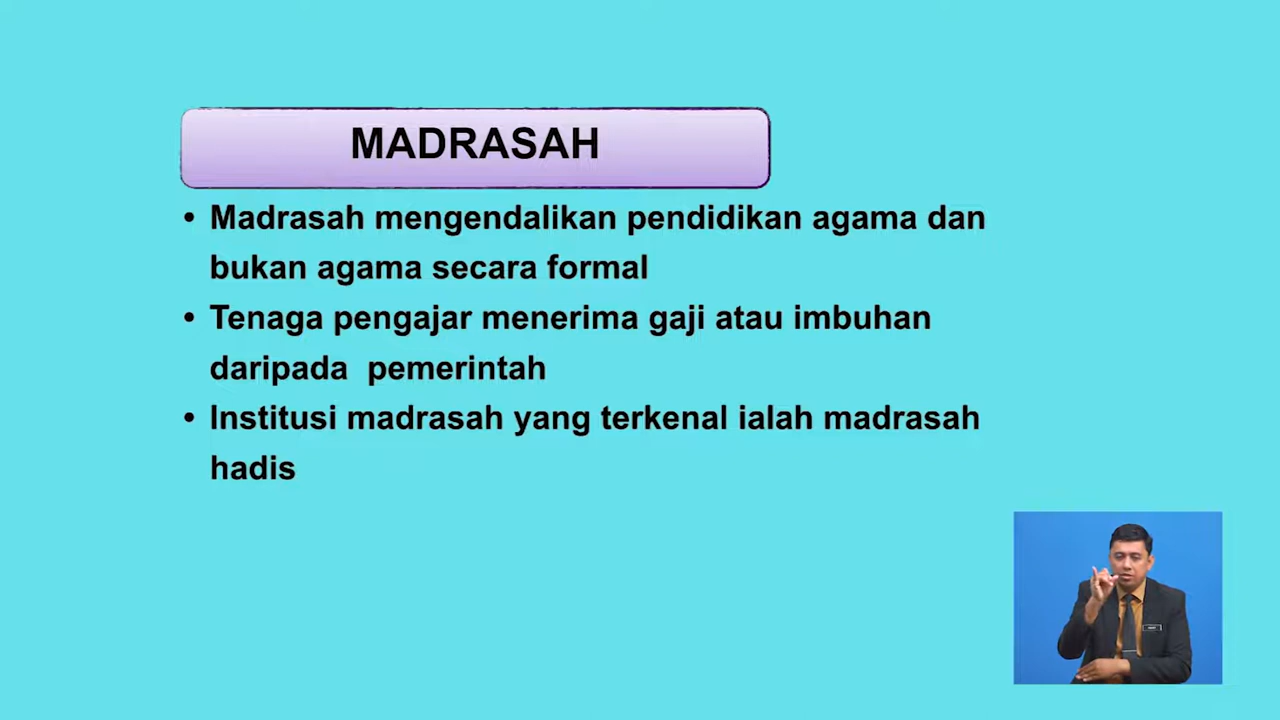 MADRASAH
• Madrasah mengendalikan pendidikan agama dan
bukan agama secara formal
• Tenaga pengajar menerima gaji atau imbuhan
daripada pemerintah
• Institusi madrasah yang terkenal ialah madrasah
hadis